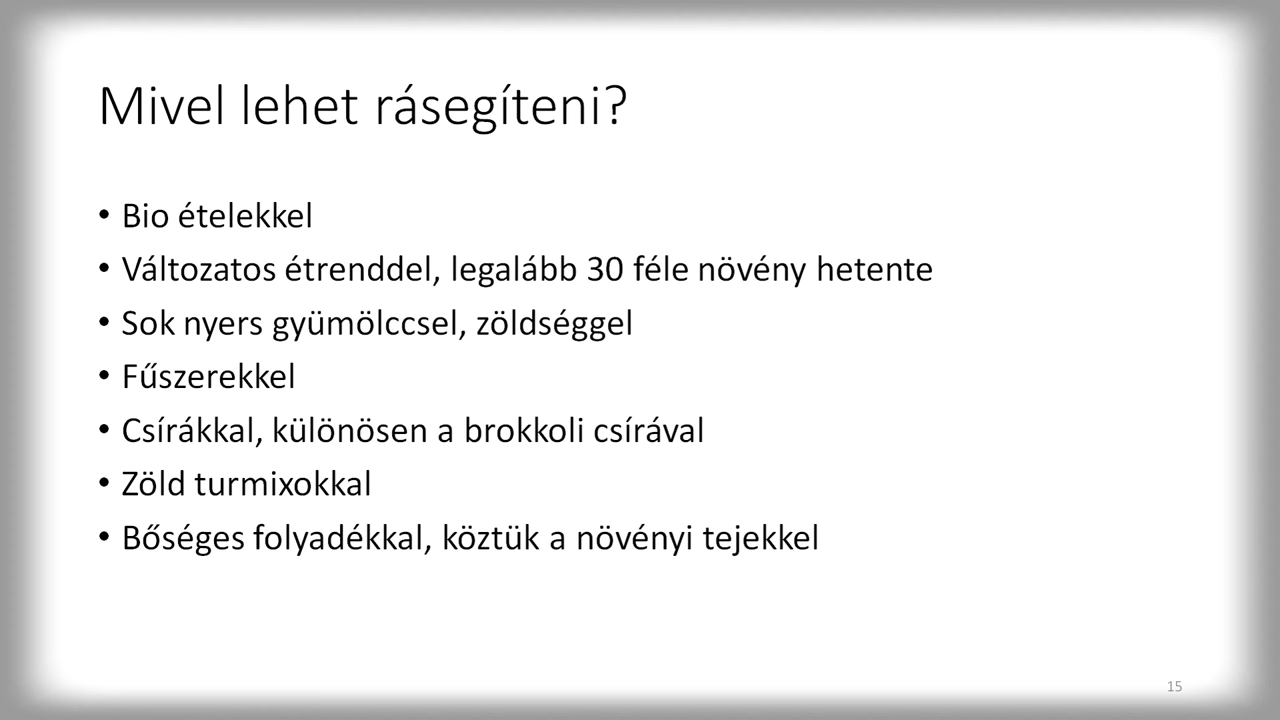 Mivel lehet rásegíteni?
• Bio ételekkel
• Változatos étrenddel, legalább 30 féle növény hetente
• Sok nyers gyümölccsel, zöldséggel
• Fűszerekkel
• Csírákkal, különösen a brokkoli csírával
• Zöld turmixokkal
• Bőséges folyadékkal, köztük a növényi tejekkel
15